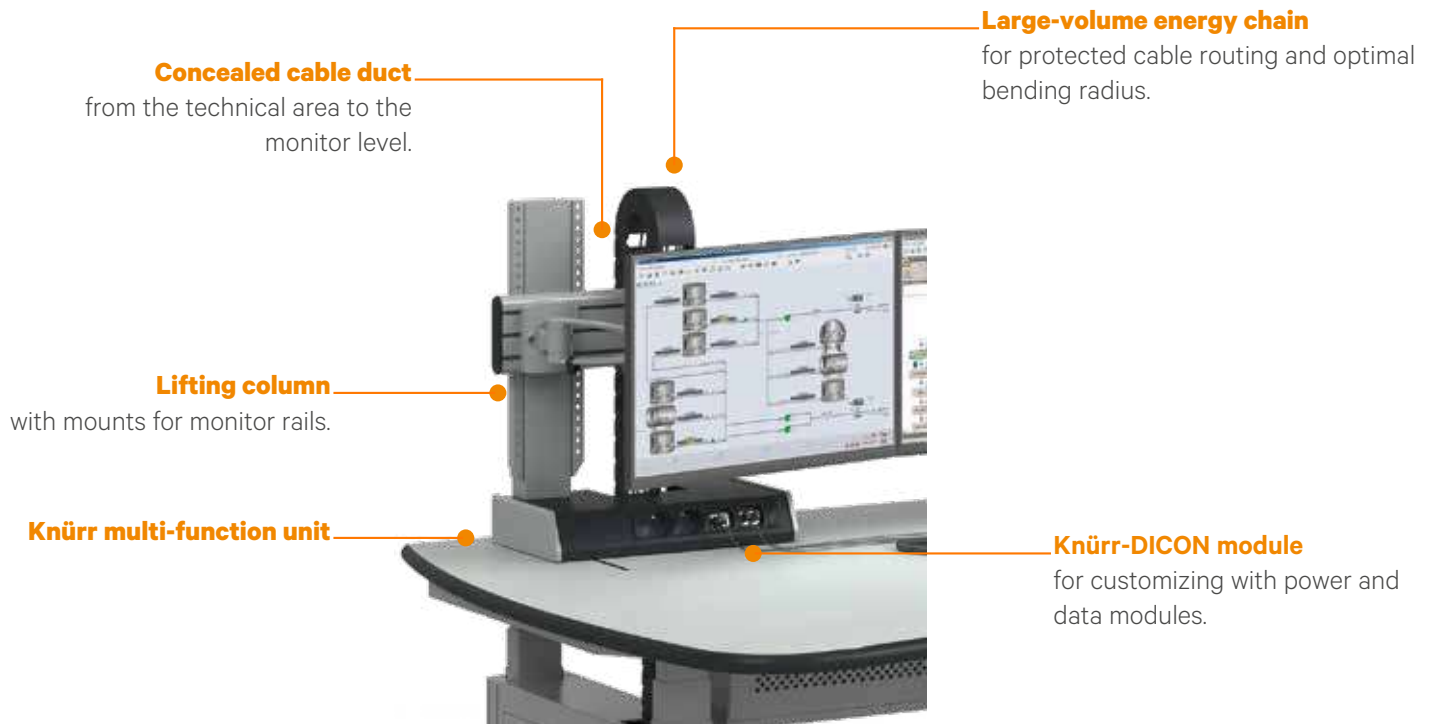 Large-volume energy chain
for protected cable routing and optimal
bending radius.
Concealed cable duct
from the technical area to the
monitor level.
Lifting column
with mounts for monitor rails.
Knürr multi-function unit
Knürr-DICON module
for customizing with power and
data modules.